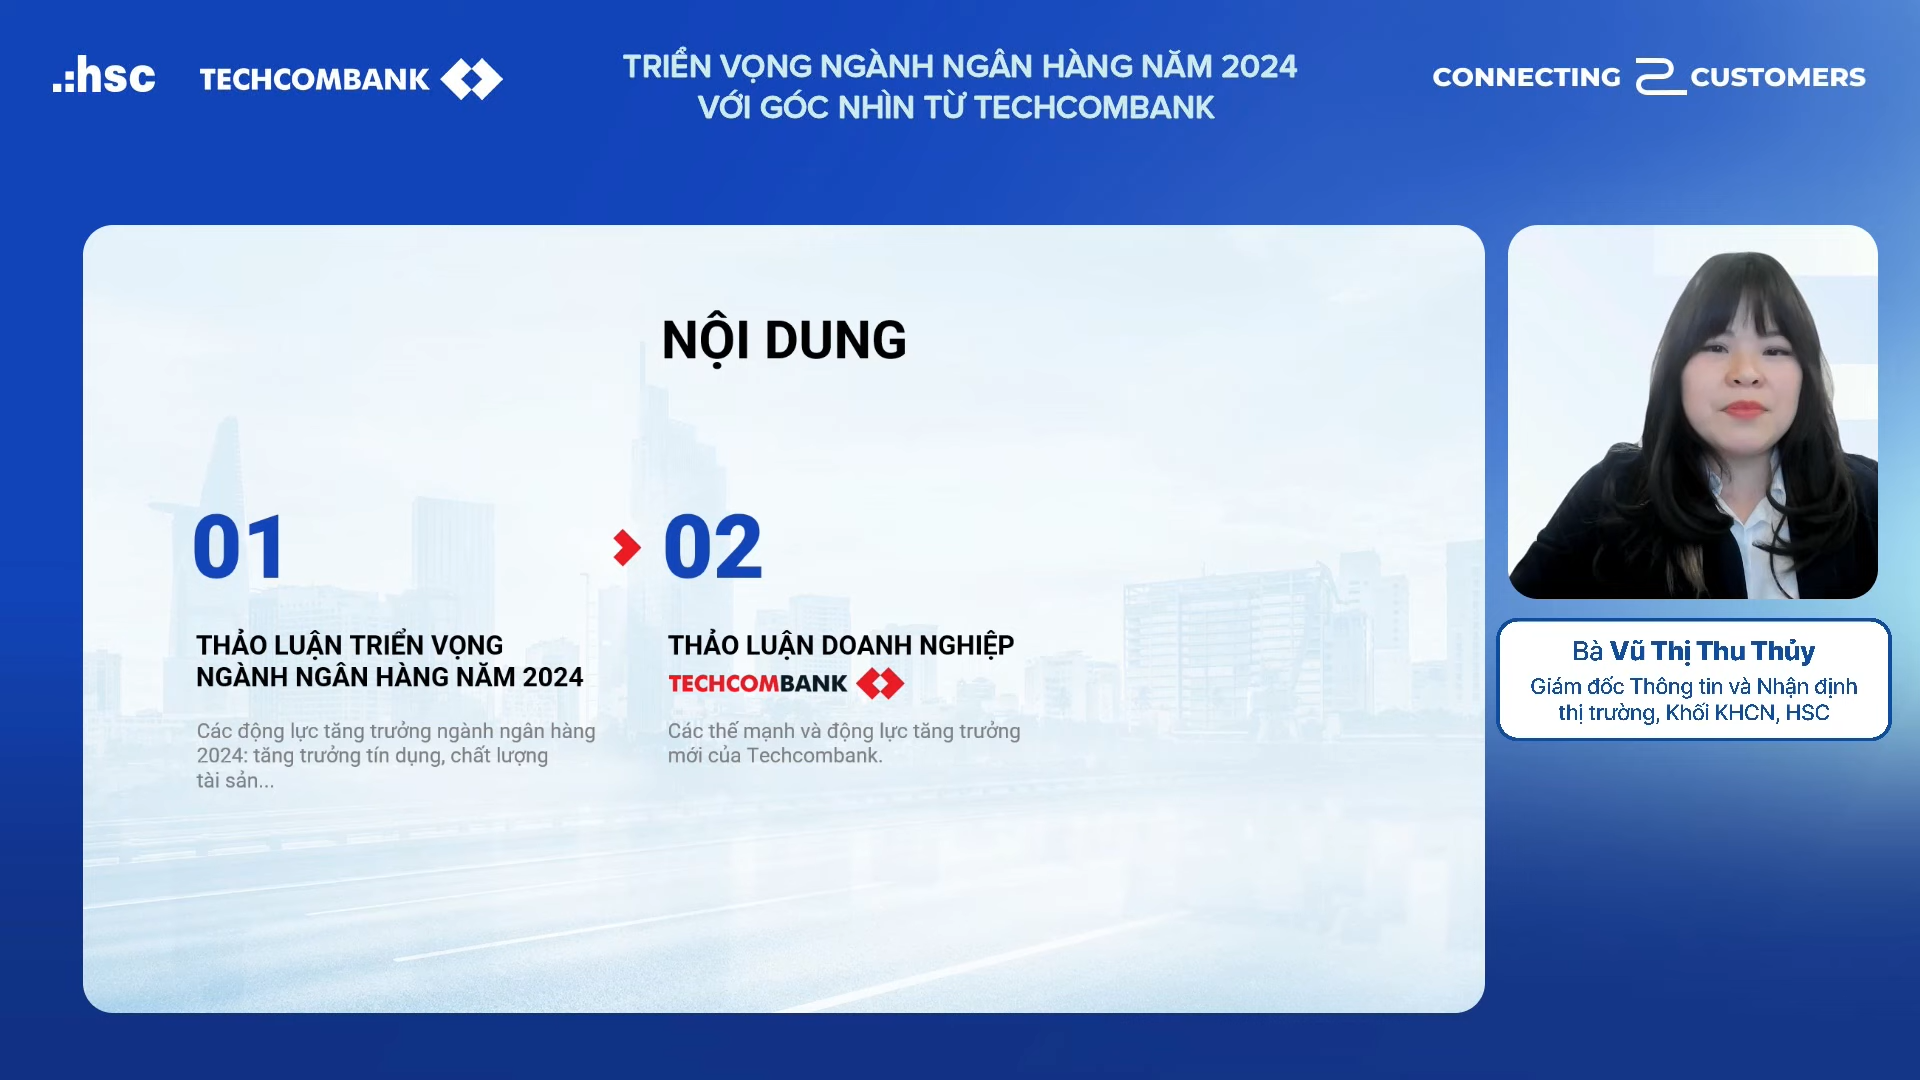 .:hsc
TECHCOMBANK
TRIỂN VỌNG NGÀNH NGÂN HÀNG NĂM 2024
VỚI GÓC NHÌN TỪ TECHCOMBANK
CONNECTING 2 CUSTOMERS
NỘI DUNG
01
THẢO LUẬN TRIỂN VỌNG
NGÀNH NGÂN HÀNG NĂM 2024
Các động lực tăng trưởng ngành ngân hàng
2024: tăng trưởng tín dụng, chất lượng
tài sản...
02
THẢO LUẬN DOANH NGHIỆP
TECHCOMBANK
Các thế mạnh và động lực tăng trưởng
mới của Techcombank.
Bà Vũ Thị Thu Thủy
Giám đốc Thông tin và Nhận định
thị trường, Khối KHCN, HSC